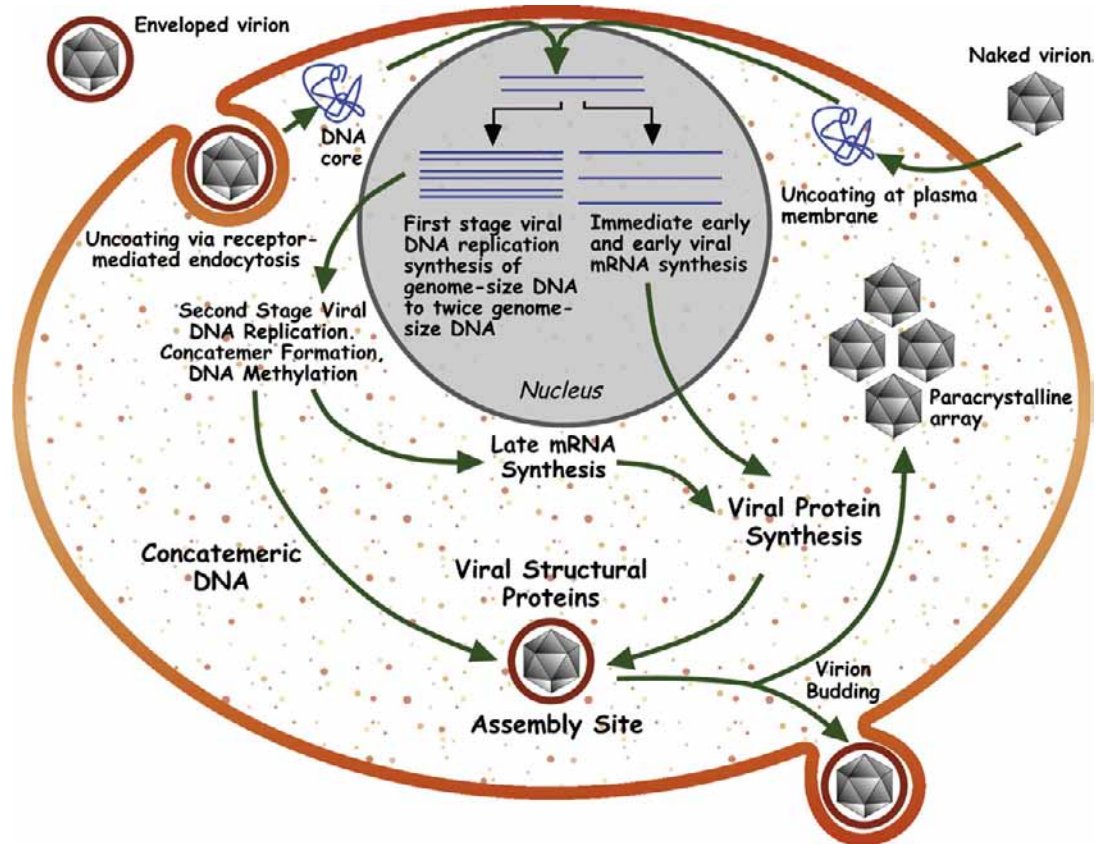 Enveloped virion
Naked virion
DNA
core
Uncoating at plasma
membrane
Uncoating via receptor-
mediated endocytosis
First stage viral
DNA replication
synthesis of
genome-size DNA
to twice genome-
size DNA
Immediate early
and early viral
mRNA synthesis
Second Stage Viral
DNA Replication.
Concatemer Formation,
DNA Methylation
Nucleus
Paracrystalline
array
Late mRNA
Synthesis
Viral Protein
Synthesis
Concatemeric
DNA
Viral Structural
Proteins
Assembly Site
Virion
Budding